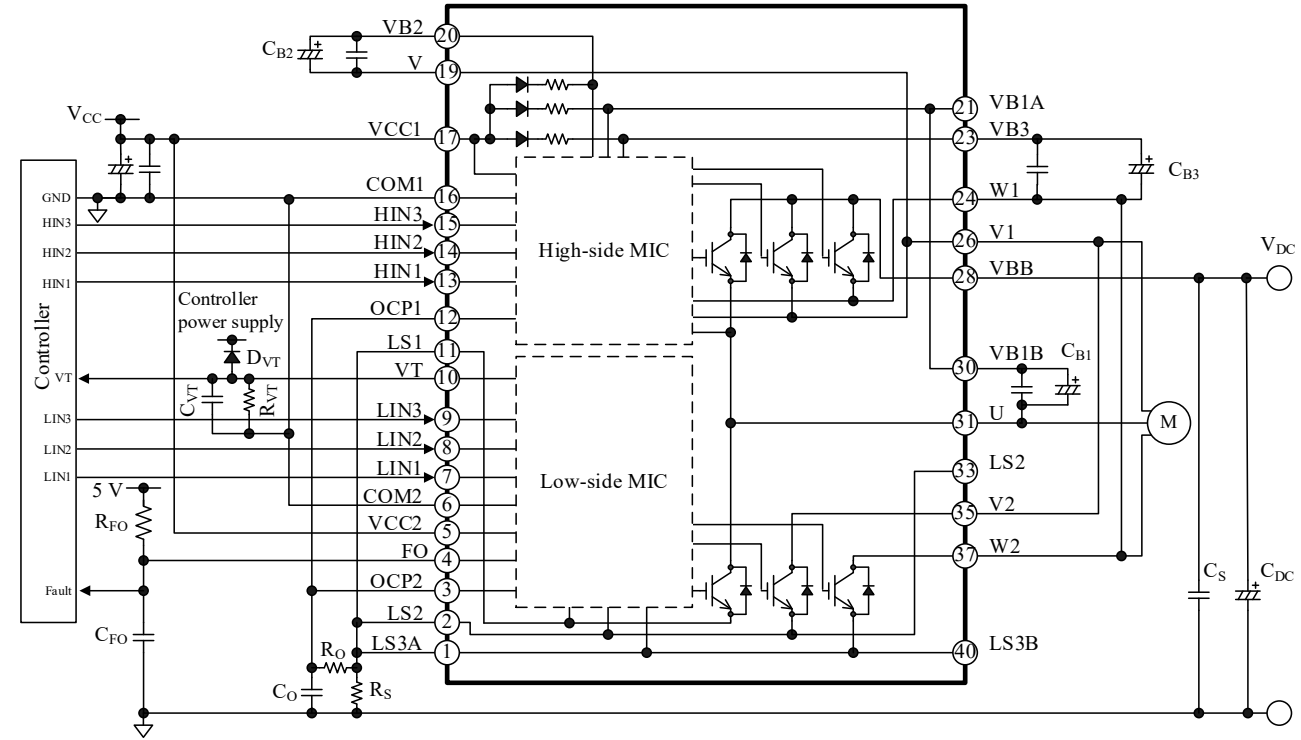 VB2
20
C_B2
V
19
V_CC
VCC1
17
21
VB1A
23
VB3
C_B3
GND
COM1
16
24
W1
HIN3
HIN3
15
HIN2
HIN2
14
High-side MIC
26
V1
V_DC
HIN1
HIN1
13
28
VBB
Controller
power supply
OCP1
12
D_VT
LS1
11
Controller
VT
VT
10
C_VT
R_VT
30
VB1B
C_B1
LIN3
LIN3
9
31
U
M
LIN2
LIN2
8
LIN1
LIN1
7
Low-side MIC
33
LS2
5 V
COM2
6
R_FO
VCC2
5
35
V2
FO
4
37
W2
Fault
OCP2
3
C_S
C_DC
C_FO
LS2
2
R_O
LS3A
1
40
LS3B
C_O
R_S